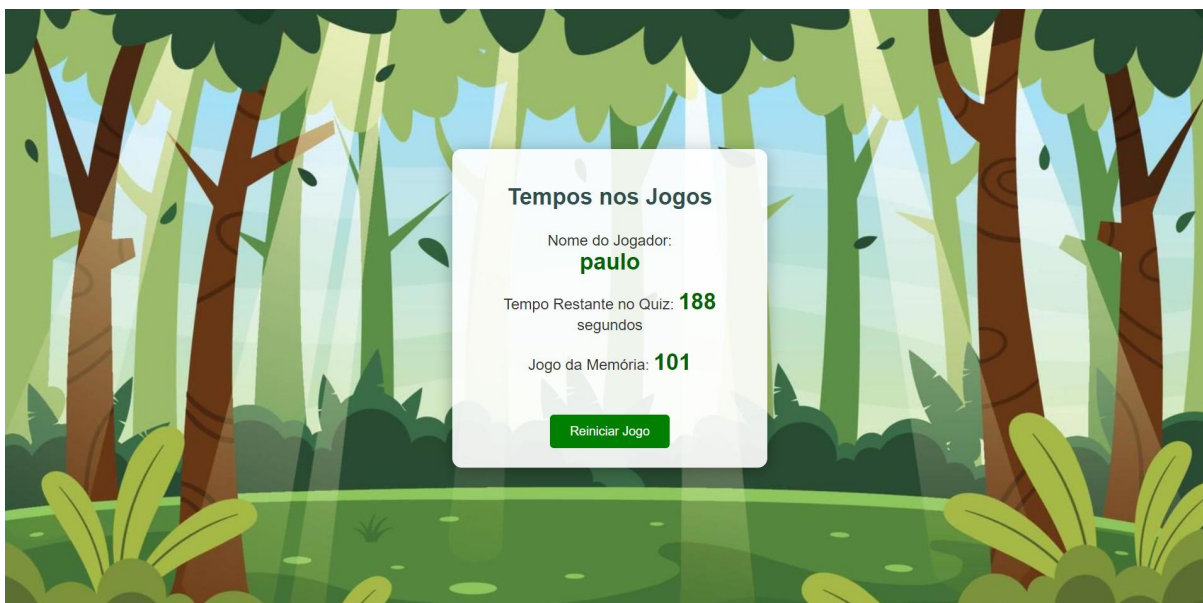 Tempos nos Jogos
Nome do Jogador:
paulo
Tempo Restante no Quiz: 188
segundos
Jogo da Memória: 101
Reiniciar Jogo